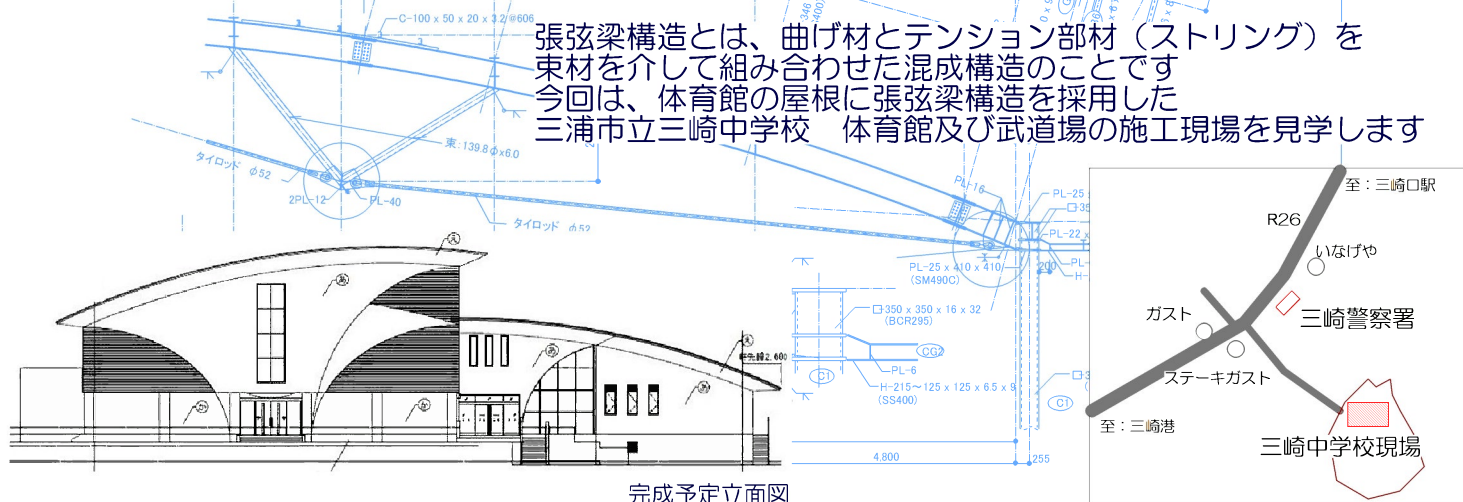 張弦梁構造とは、曲げ材とテンション部材（ストリング）を
束材を介して組み合わせた混成構造のことです
今回は、体育館の屋根に張弦梁構造を採用した
三浦市立三崎中学校　体育館及び武道場の施工現場を見学します
C-100 x 50 x 20 x 3.2 @606
束：139.8φx6.0
タイロッド φ52
2PL-12
PL-40
タイロッド φ52
PL-16
PL-25
PL-22 x
PL-25 x 410 x 410
(SM490C)
200
350 x 350 x 16 x 32
(BCR295)
CG2
PL-6
C1
H-215～125 x 125 x 6.5 x 9
(SS400)
C1
4,800
255
軒先線2,600
完成予定立面図
至：三崎口駅
R26
いなげや
ガスト
三崎警察署
ステーキガスト
至：三崎港
三崎中学校現場